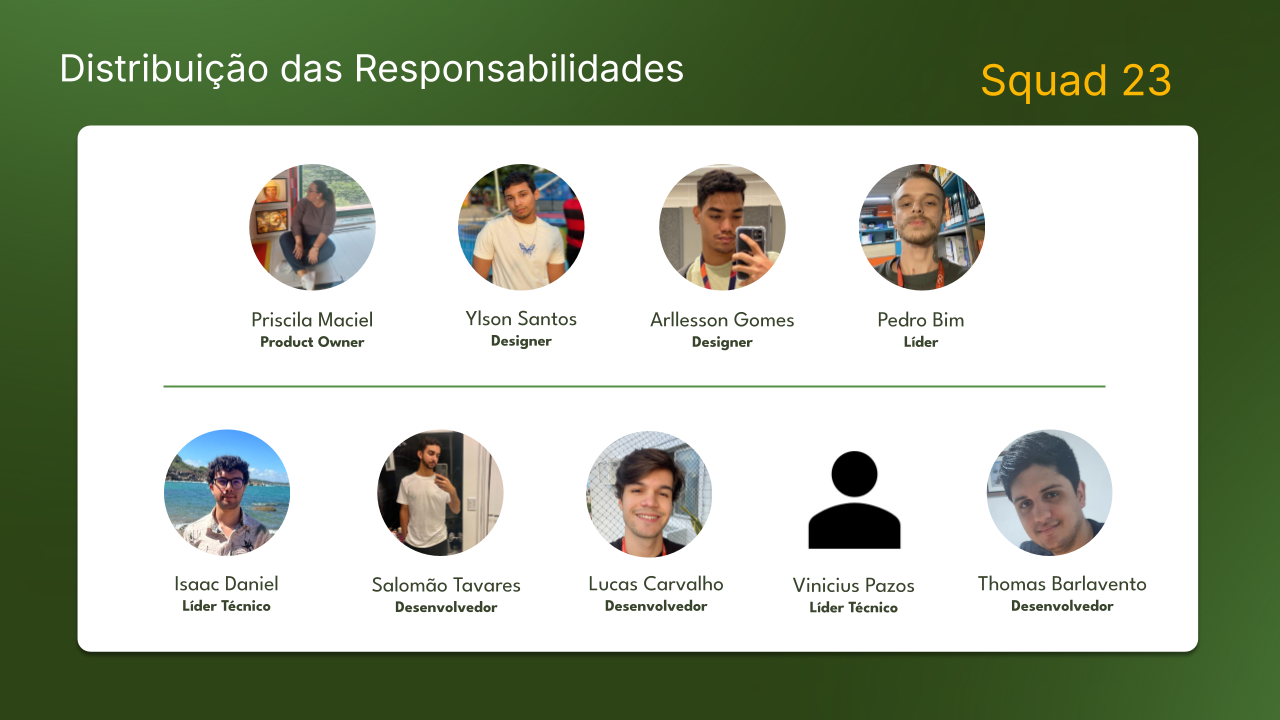 Distribuição das Responsabilidades
Squad 23
Priscila Maciel
Product Owner
Ylson Santos
Designer
Arllesson Gomes
Designer
Pedro Bim
Líder
Isaac Daniel
Líder Técnico
Salomão Tavares
Desenvolvedor
Lucas Carvalho
Desenvolvedor
Vinicius Pazos
Líder Técnico
Thomas Barlavento
Desenvolvedor